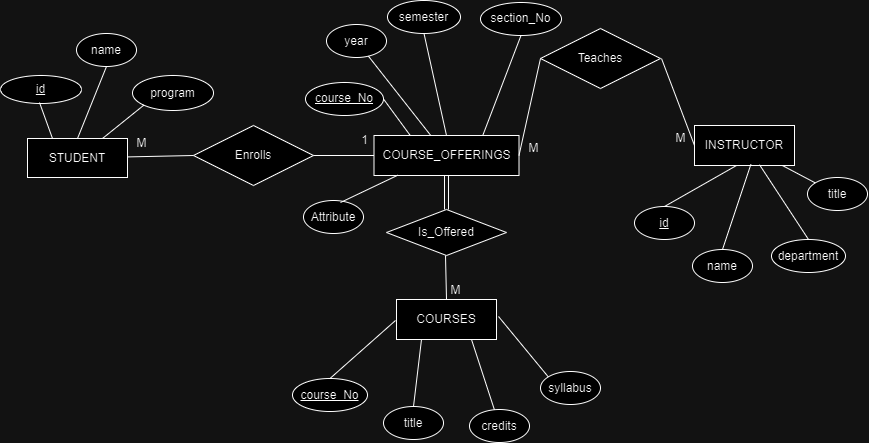 semester
section_No
year
name
Teaches
id
program
course_No
M
1
M
M
STUDENT
Enrolls
COURSE_OFFERINGS
INSTRUCTOR
title
Attribute
id
Is_Offered
name
department
M
COURSES
course_No
syllabus
title
credits